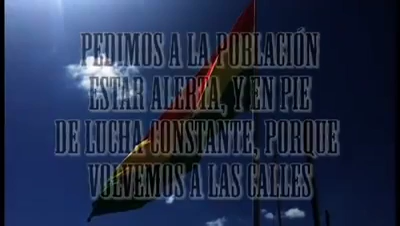 PEDIMOS A LA POBLACIÓN
ESTAR ALERTA, Y EN PIE
DE LUCHA CONSTANTE, PORQUE
VOLVEMOS A LAS CALLES